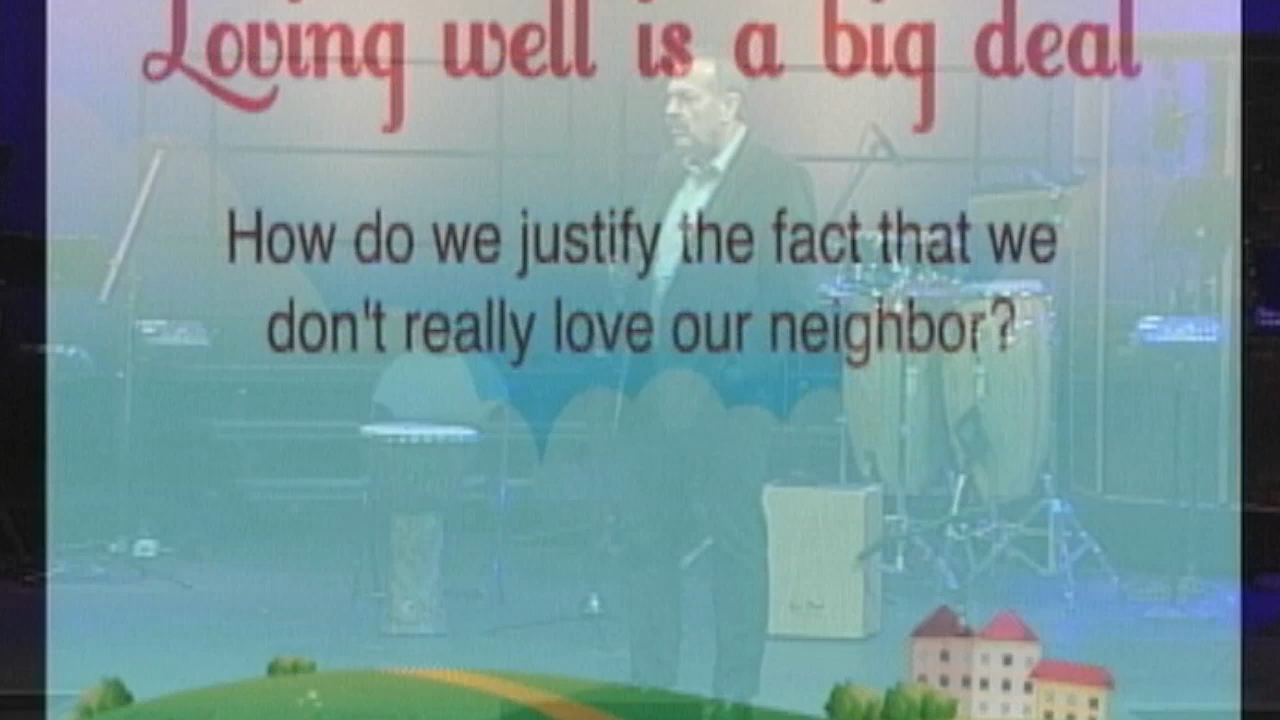 Loving well is a big deal
How do we justify the fact that we
don't really love our neighbor?